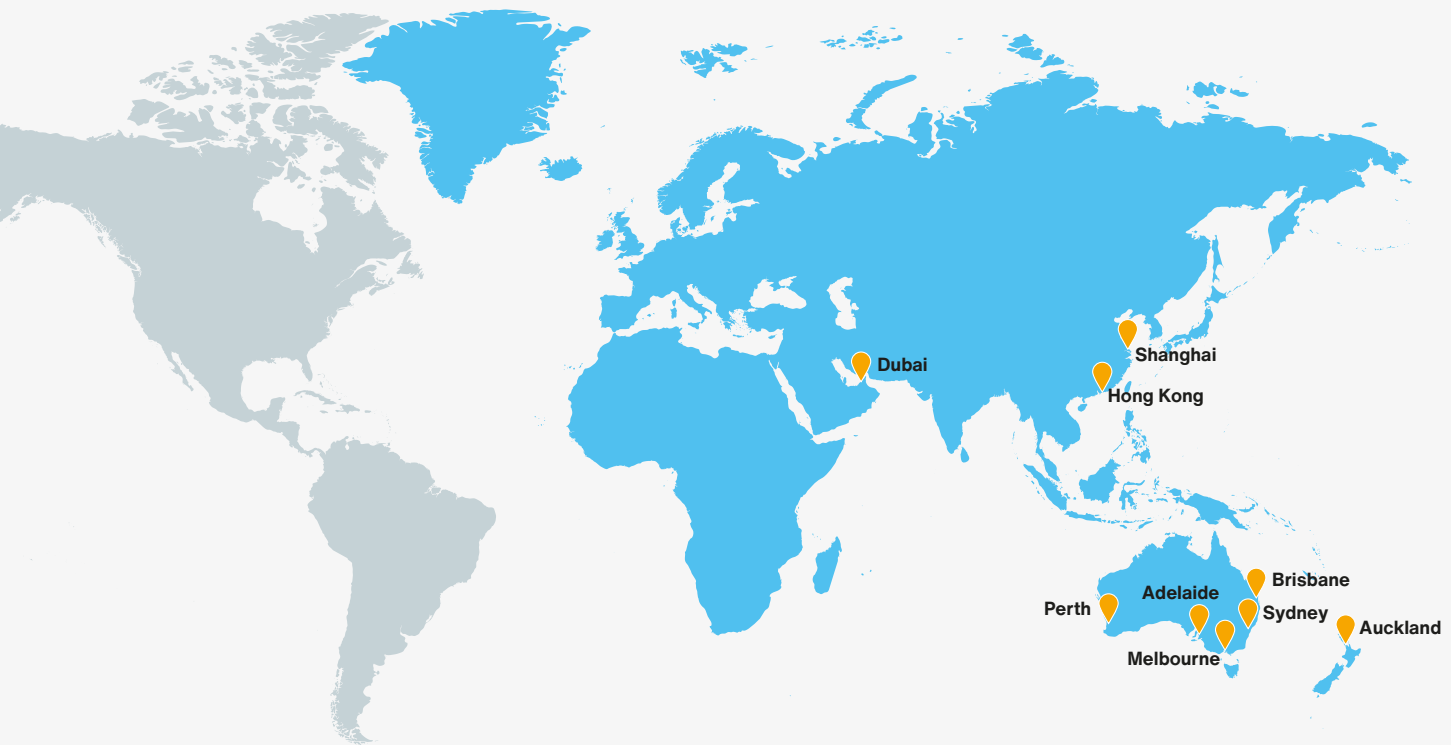 Dubai
Shanghai
Hong Kong
Brisbane
Adelaide
Perth
Sydney
Auckland
Melbourne